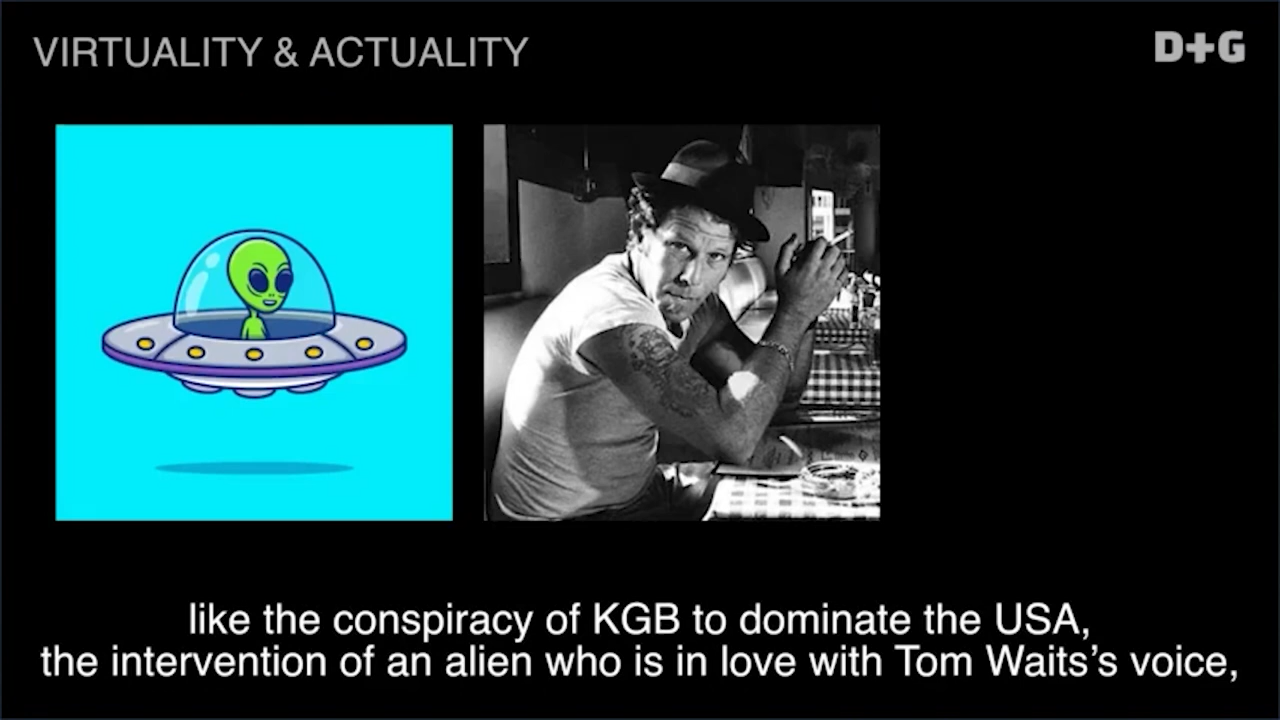 VIRTUALITY & ACTUALITY
D+G
like the conspiracy of KGB to dominate the USA,
the intervention of an alien who is in love with Tom Waits’s voice,